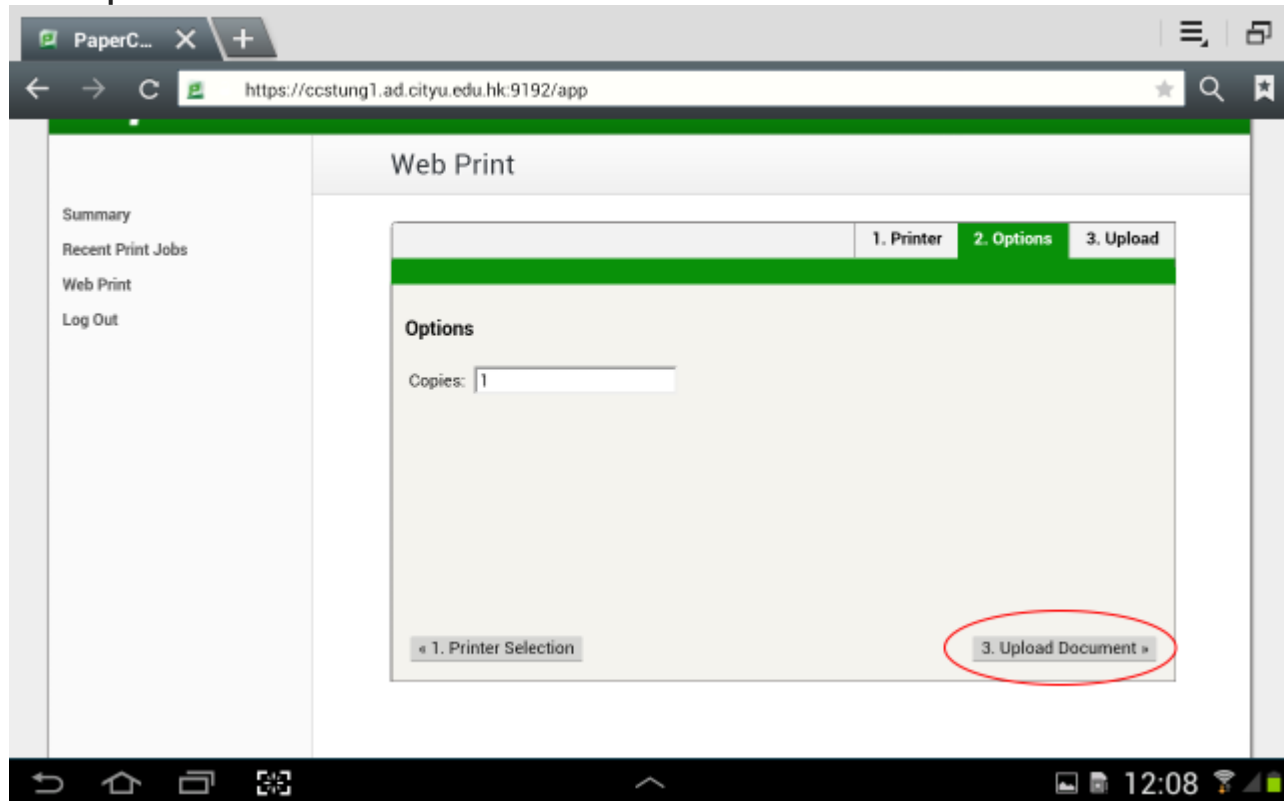 PaperC...
https://ccstung1.ad.cityu.edu.hk:9192/app
Web Print
Summary
Recent Print Jobs
Web Print
Log Out
1. Printer 2. Options 3. Upload
Options
Copies: 1
« 1. Printer Selection 3. Upload Document »
12:08